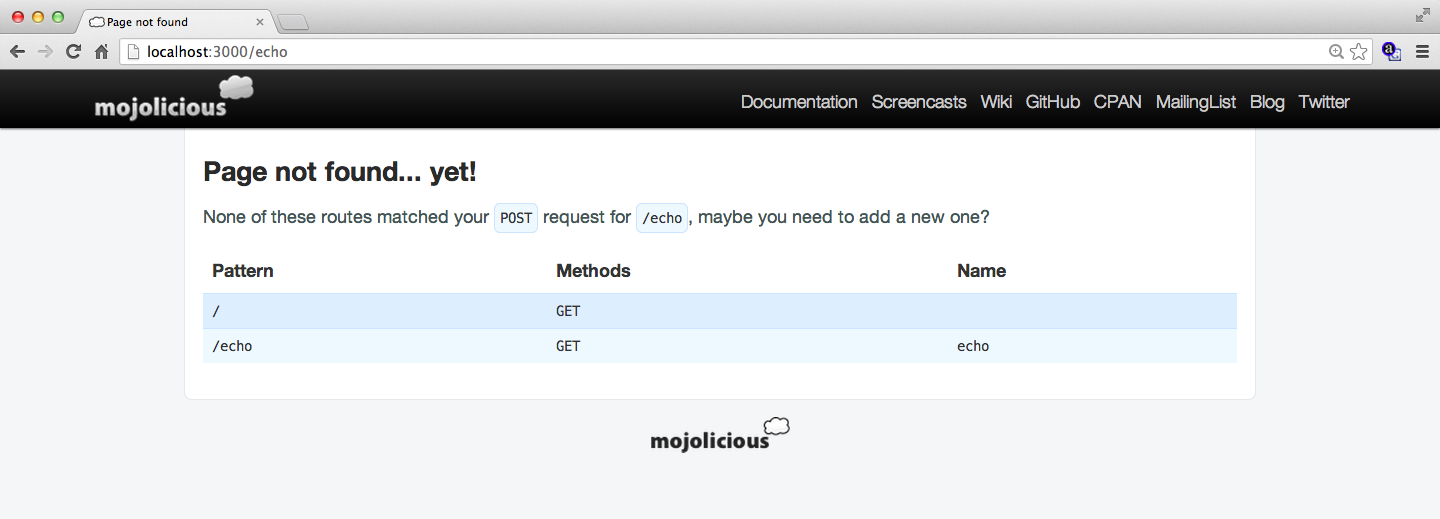 Page not found
localhost:3000/echo
mojolicious
Documentation Screencasts Wiki GitHub CPAN MailingList Blog Twitter
Page not found... yet!
None of these routes matched your POST request for /echo, maybe you need to add a new one?
Pattern Methods Name
/ GET
/echo GET echo
mojolicious